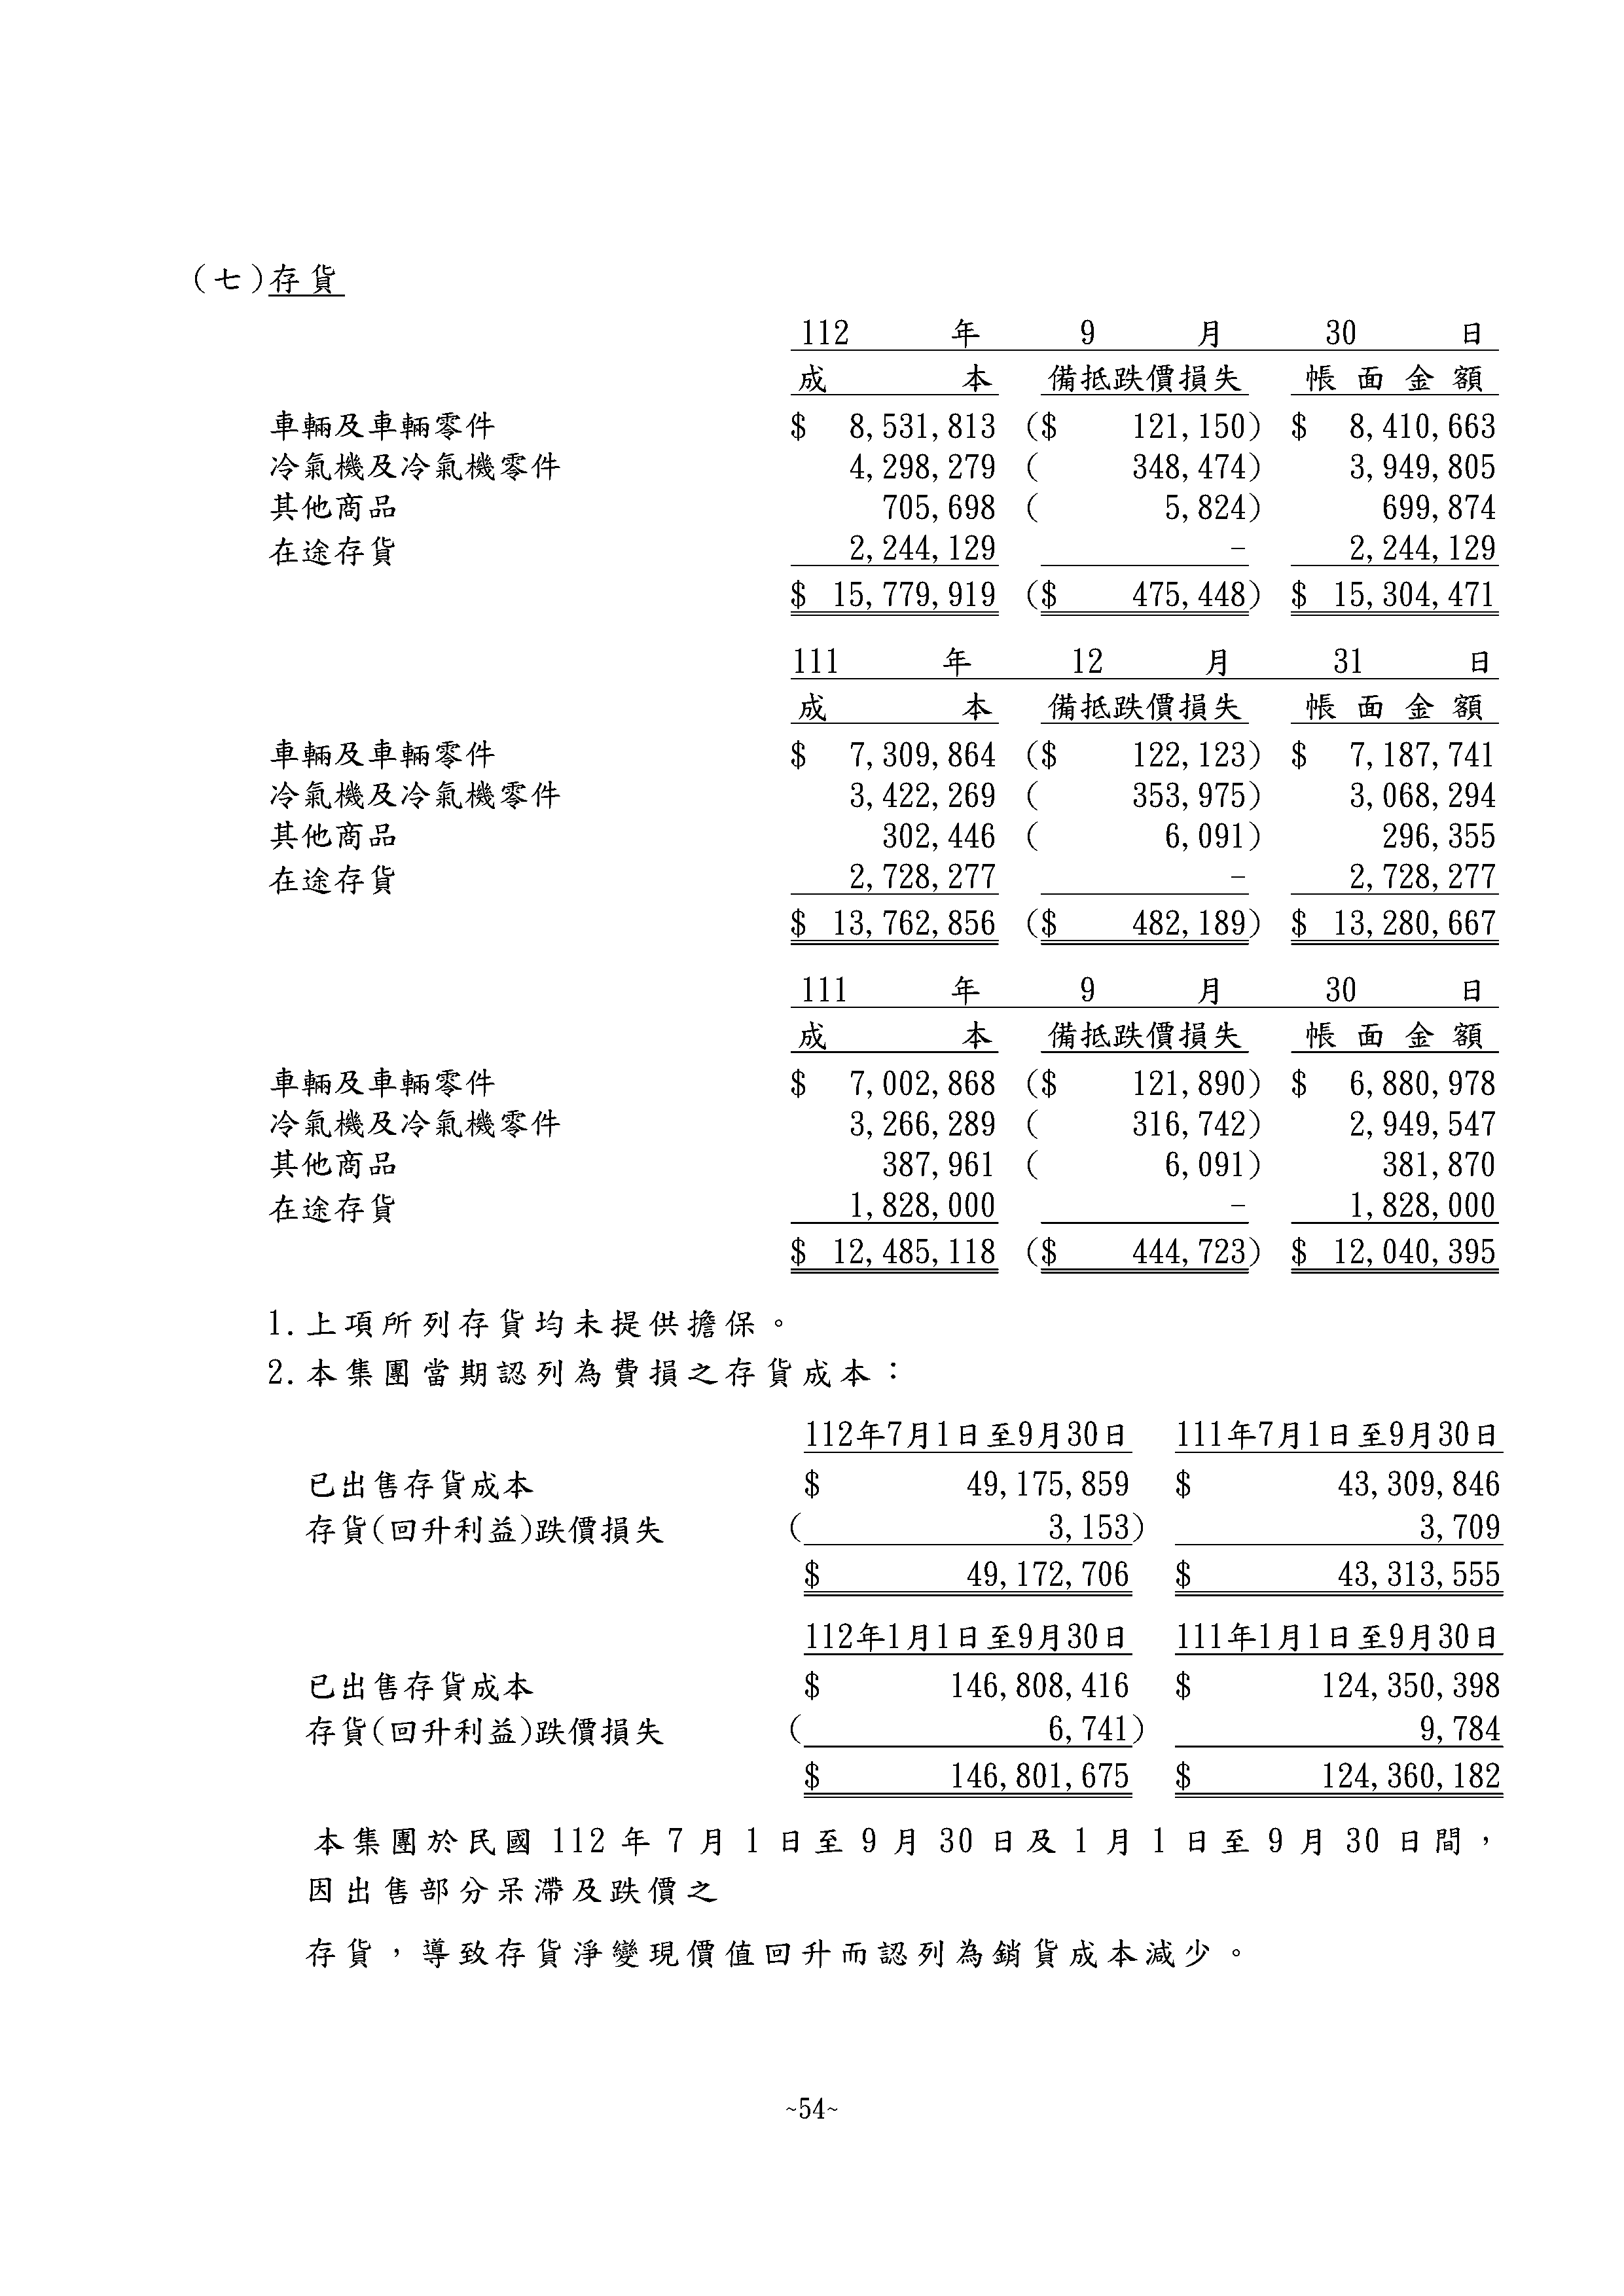 (七)存貨
112 年 9 月 30 日
成 本 備抵跌價損失 帳面金額
車輛及車輛零件 $ 8,531,813 ($ 121,150) $ 8,410,663
冷氣機及冷氣機零件 4,298,279 ( 348,474) 3,949,805
其他商品 705,698 ( 5,824) 699,874
在途存貨 2,244,129 - 2,244,129
$ 15,779,919 ($ 475,448) $ 15,304,471
111 年 12 月 31 日
成 本 備抵跌價損失 帳面金額
車輛及車輛零件 $ 7,309,864 ($ 122,123) $ 7,187,741
冷氣機及冷氣機零件 3,422,269 ( 353,975) 3,068,294
其他商品 302,446 ( 6,091) 296,355
在途存貨 2,728,277 - 2,728,277
$ 13,762,856 ($ 482,189) $ 13,280,667
111 年 9 月 30 日
成 本 備抵跌價損失 帳面金額
車輛及車輛零件 $ 7,002,868 ($ 121,890) $ 6,880,978
冷氣機及冷氣機零件 3,266,289 ( 316,742) 2,949,547
其他商品 387,961 ( 6,091) 381,870
在途存貨 1,828,000 - 1,828,000
$ 12,485,118 ($ 444,723) $ 12,040,395
1.上項所列存貨均未提供擔保。
2.本集團當期認列為費損之存貨成本：
112年7月1日至9月30日 111年7月1日至9月30日
已出售存貨成本 $ 49,175,859 $ 43,309,846
存貨(回升利益)跌價損失 ( 3,153) 3,709
$ 49,172,706 $ 43,313,555
112年1月1日至9月30日 111年1月1日至9月30日
已出售存貨成本 $ 146,808,416 $ 124,350,398
存貨(回升利益)跌價損失 ( 6,741) 9,784
$ 146,801,675 $ 124,360,182
本集團於民國 112 年 7 月 1 日至 9 月 30 日及 1 月 1 日至 9 月 30 日間，
因出售部分呆滯及跌價之
存貨，導致存貨淨變現價值回升而認列為銷貨成本減少。
~54~